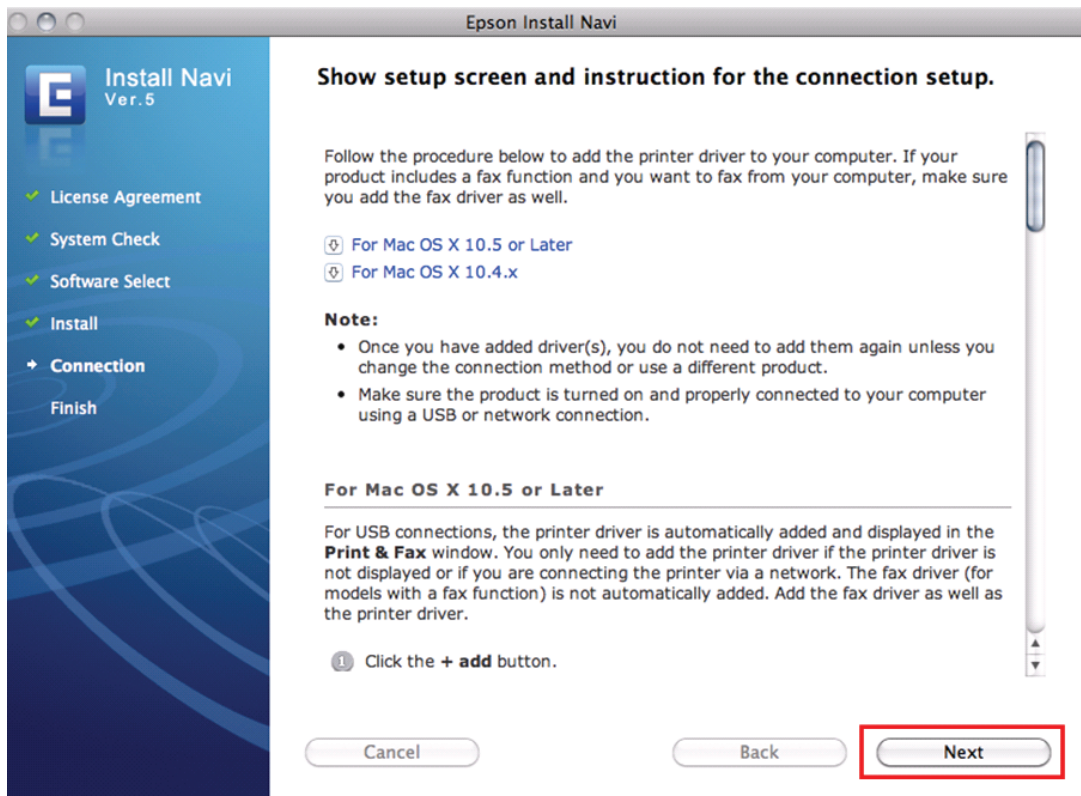 Epson Install Navi
Install Navi
Ver.5
License Agreement
System Check
Software Select
Install
Connection
Finish
Show setup screen and instruction for the connection setup.
Follow the procedure below to add the printer driver to your computer. If your
product includes a fax function and you want to fax from your computer, make sure
you add the fax driver as well.
For Mac OS X 10.5 or Later
For Mac OS X 10.4.x
Note:
• Once you have added driver(s), you do not need to add them again unless you
change the connection method or use a different product.
• Make sure the product is turned on and properly connected to your computer
using a USB or network connection.
For Mac OS X 10.5 or Later
For USB connections, the printer driver is automatically added and displayed in the
Print & Fax window. You only need to add the printer driver if the printer driver is
not displayed or if you are connecting the printer via a network. The fax driver (for
models with a fax function) is not automatically added. Add the fax driver as well as
the printer driver.
1 Click the + add button.
Cancel
Back
Next